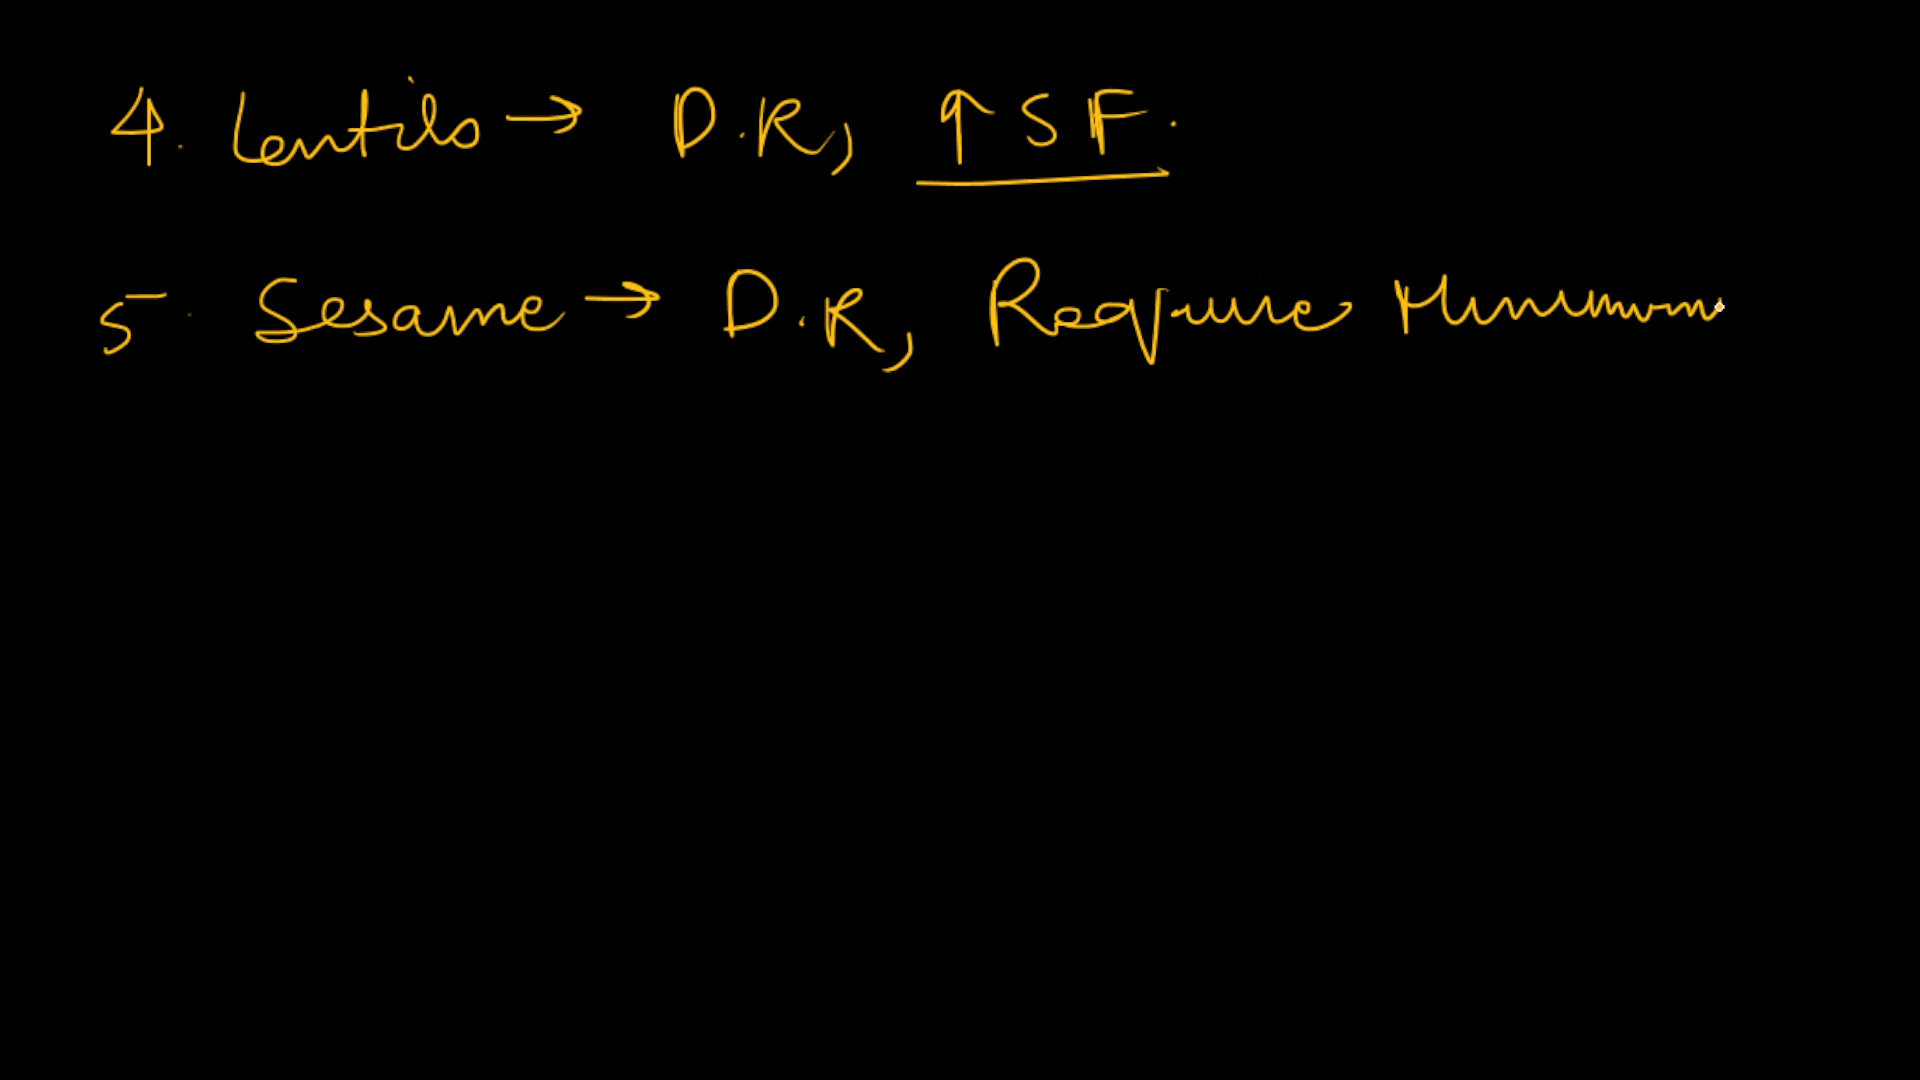 4. Lentils → D.R, ↑ SF.
5. Sesame → D.R, Require Minimum